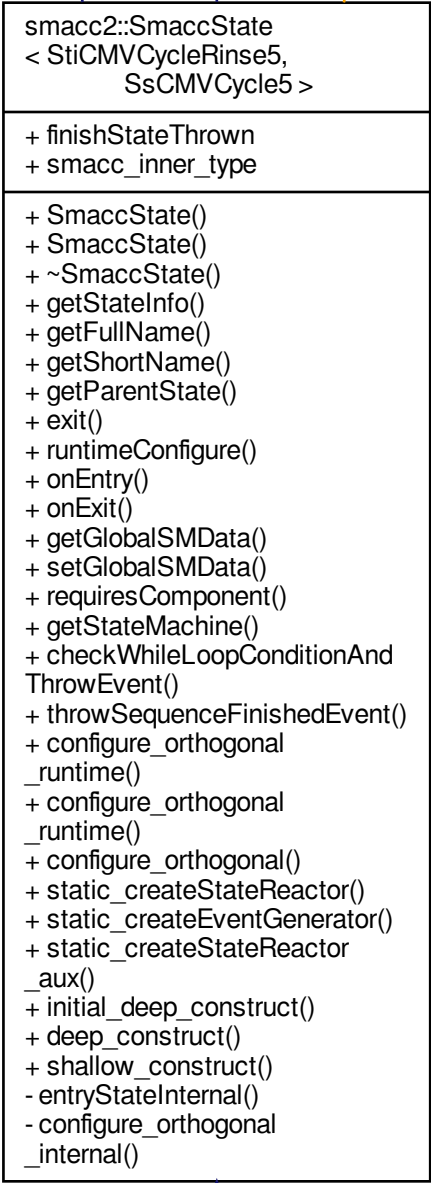 smacc2::SmaccState
< StiCMVCycleRinse5,
SsCMVCycle5 >
+ finishStateThrown
+ smacc_inner_type
+ SmaccState()
+ SmaccState()
+ ~SmaccState()
+ getStateInfo()
+ getFullName()
+ getShortName()
+ getParentState()
+ exit()
+ runtimeConfigure()
+ onEntry()
+ onExit()
+ getGlobalSMData()
+ setGlobalSMData()
+ requiresComponent()
+ getStateMachine()
+ checkWhileLoopConditionAnd
ThrowEvent()
+ throwSequenceFinishedEvent()
+ configure_orthogonal
_runtime()
+ configure_orthogonal
_runtime()
+ configure_orthogonal()
+ static_createStateReactor()
+ static_createEventGenerator()
+ static_createStateReactor
_aux()
+ initial_deep_construct()
+ deep_construct()
+ shallow_construct()
- entryStateInternal()
- configure_orthogonal
_internal()